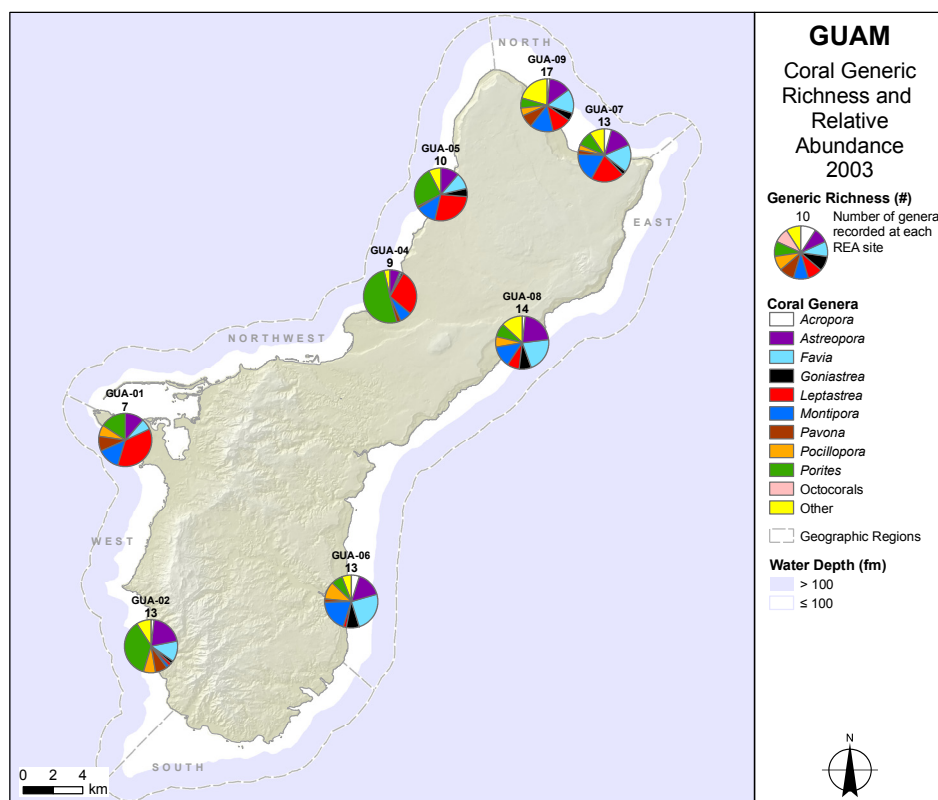 GUAM
Coral Generic
Richness and
Relative
Abundance
2003
Generic Richness (#)
10
Number of genera
recorded at each
REA site
Coral Genera
Acropora
Astreopora
Favia
Goniastrea
Leptastrea
Montipora
Pavona
Pocillopora
Porites
Octocorals
Other
Geographic Regions
Water Depth (fm)
> 100
≤ 100
N
NORTH
GUA-09
17
GUA-07
13
GUA-05
10
EAST
GUA-04
9
GUA-08
14
NORTHWEST
GUA-01
7
WEST
GUA-06
13
GUA-02
13
SOUTH
0 2 4
km